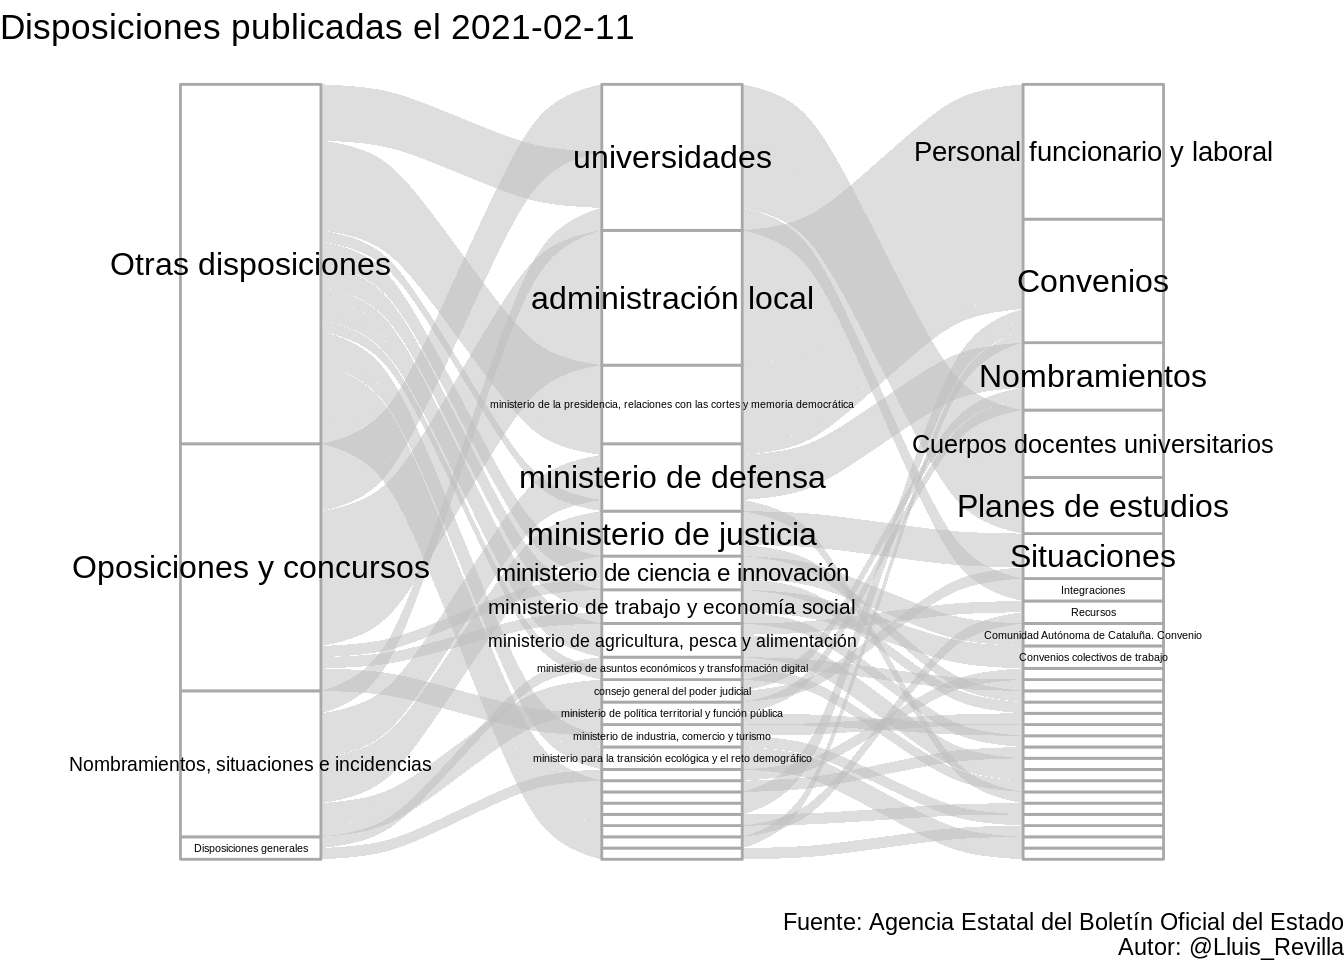 Disposiciones publicadas el 2021-02-11
Otras disposiciones
Oposiciones y concursos
Nombramientos, situaciones e incidencias
Disposiciones generales
universidades
administración local
ministerio de la presidencia, relaciones con las cortes y memoria democrática
ministerio de defensa
ministerio de justicia
ministerio de ciencia e innovación
ministerio de trabajo y economía social
ministerio de agricultura, pesca y alimentación
ministerio de asuntos económicos y transformación digital
consejo general del poder judicial
ministerio de política territorial y función pública
ministerio de industria, comercio y turismo
ministerio para la transición ecológica y el reto demográfico
Personal funcionario y laboral
Convenios
Nombramientos
Cuerpos docentes universitarios
Planes de estudios
Situaciones
Integraciones
Recursos
Comunidad Autónoma de Cataluña. Convenio
Convenios colectivos de trabajo
Fuente: Agencia Estatal del Boletín Oficial del Estado
Autor: @Lluis_Revilla